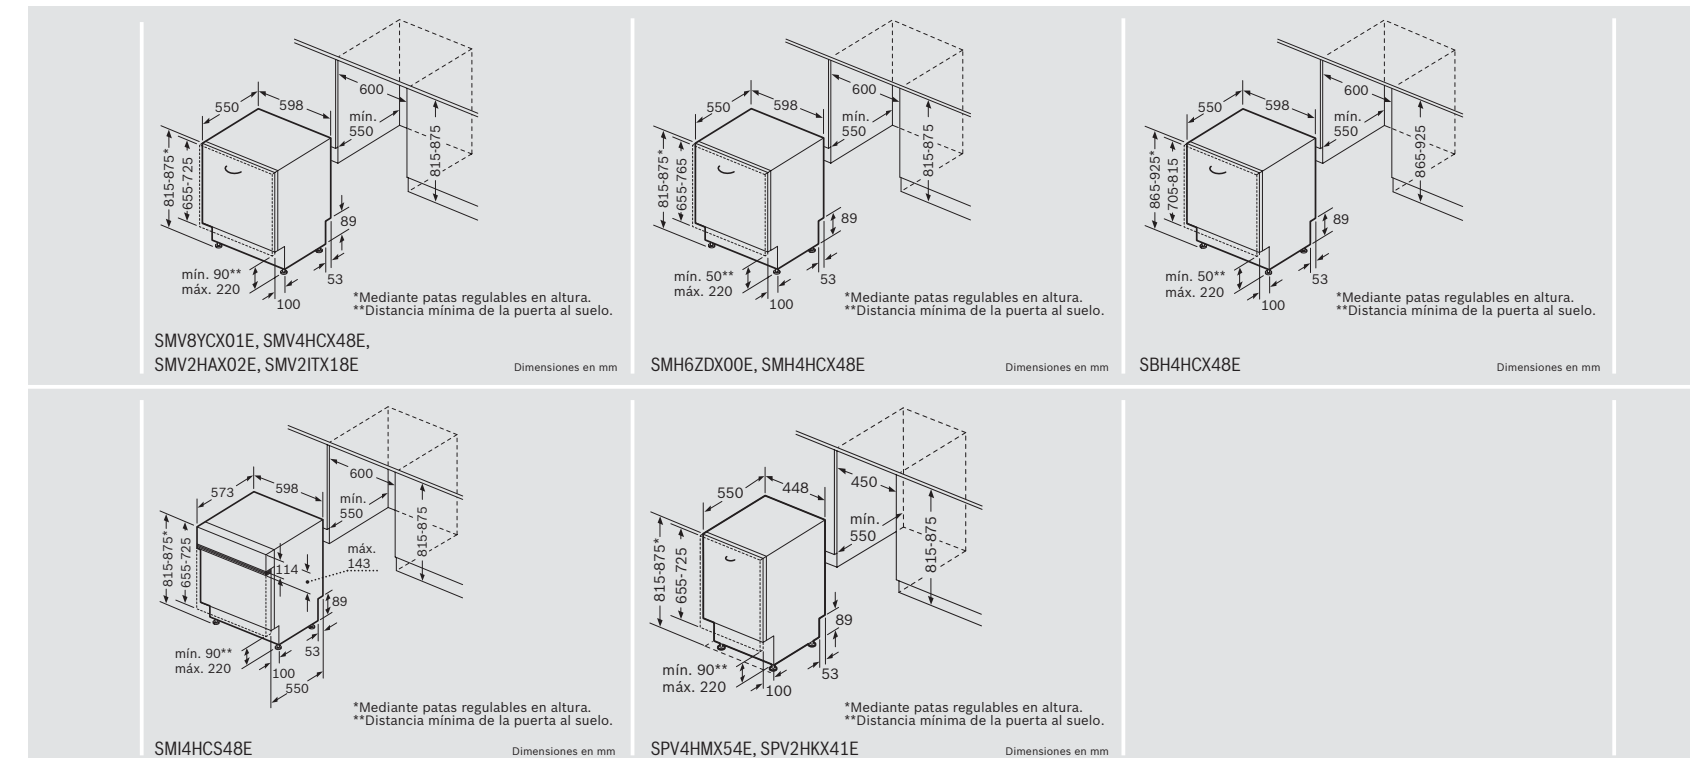 550
598
600
mín.
550
815-875
815-875*
655-725
89
53
100
mín. 90**
máx. 220
*Mediante patas regulables en altura.
**Distancia mínima de la puerta al suelo.
SMV8YCX01E, SMV4HCX48E,
SMV2HAX02E, SMV2ITX18E
Dimensiones en mm
550
598
600
mín.
550
815-875
815-875*
655-765
89
53
100
mín. 50**
máx. 220
*Mediante patas regulables en altura.
**Distancia mínima de la puerta al suelo.
SMH6ZDX00E, SMH4HCX48E
Dimensiones en mm
550
598
600
mín.
550
865-925
865-925*
705-815
89
53
100
mín. 50**
máx. 220
*Mediante patas regulables en altura.
**Distancia mínima de la puerta al suelo.
SBH4HCX48E
Dimensiones en mm
573
598
600
mín.
550
815-875
815-875*
655-725
114
máx.
143
89
53
100
550
mín. 90**
máx. 220
*Mediante patas regulables en altura.
**Distancia mínima de la puerta al suelo.
SMI4HCS48E
Dimensiones en mm
550
448
450
mín.
550
815-875
815-875*
655-725
89
53
100
mín. 90**
máx. 220
*Mediante patas regulables en altura.
**Distancia mínima de la puerta al suelo.
SPV4HMX54E, SPV2HKX41E
Dimensiones en mm